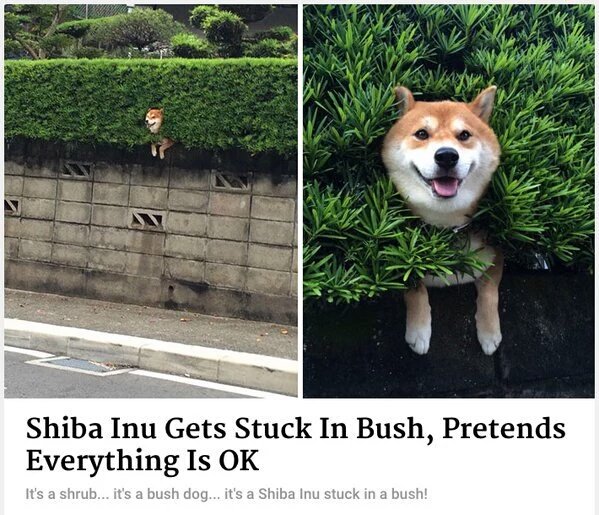 Shiba Inu Gets Stuck In Bush, Pretends
Everything Is OK
It's a shrub... it's a bush dog... it's a Shiba Inu stuck in a bush!